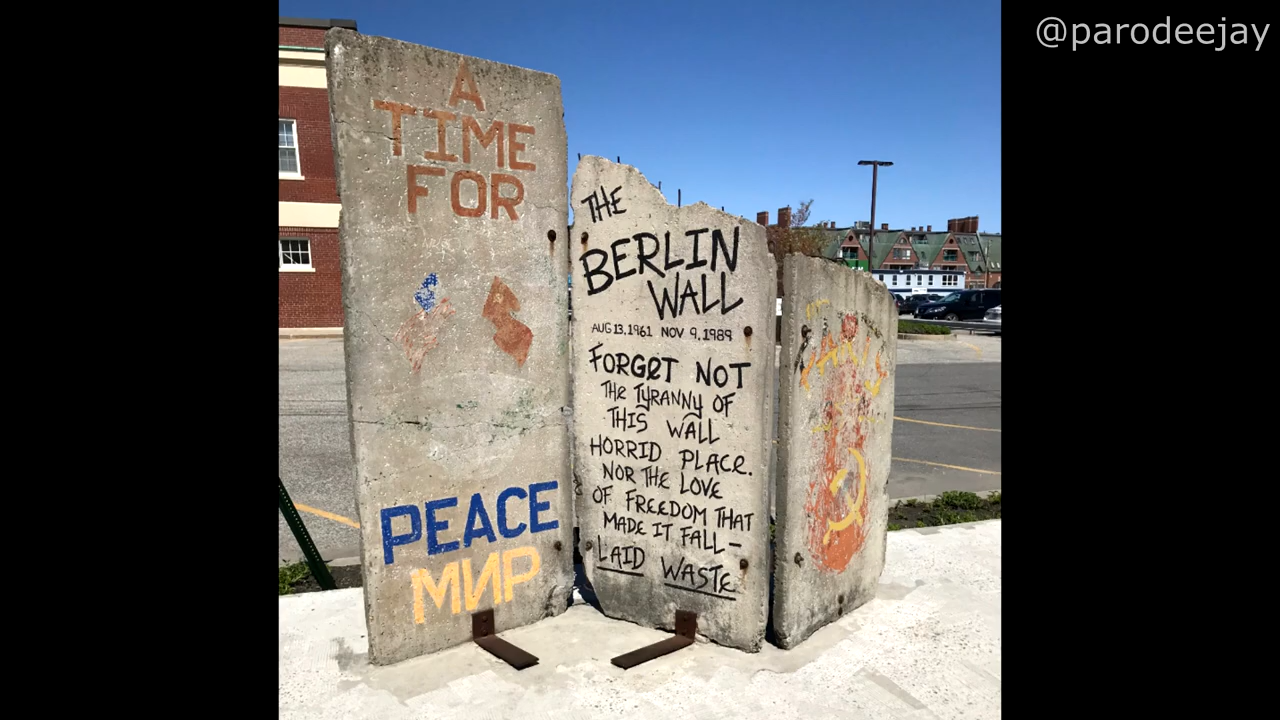 @parodeejay
A
TIME
FOR
PEACE
МИР
THE
BERLIN
WALL
AUG 13, 1961 NOV 9, 1989
FORGET NOT
THE TYRANNY OF
THIS WALL
HORRID PLACE.
NOR THE LOVE
OF FREEDOM THAT
MADE IT FALL–
LAID WASTE